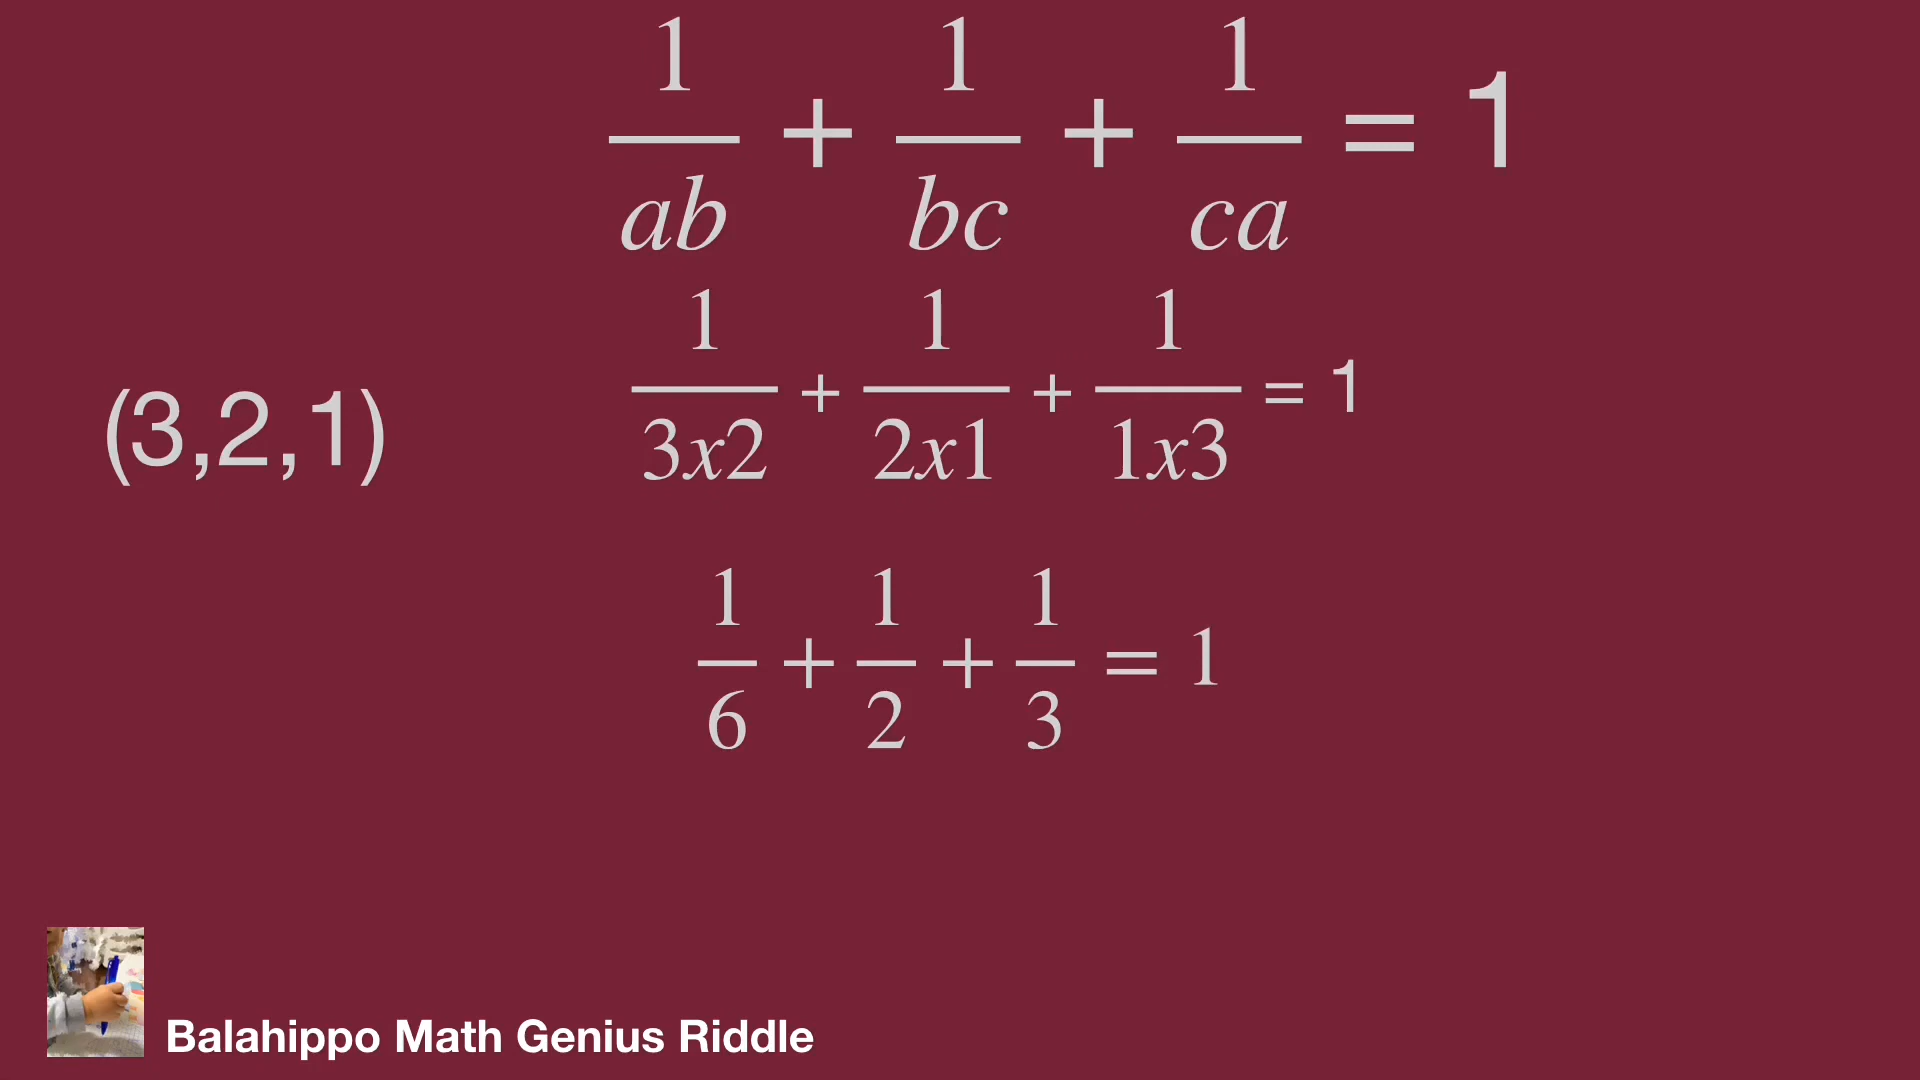 1/ab + 1/bc + 1/ca = 1
(3,2,1)
1/3x2 + 1/2x1 + 1/1x3 = 1
1/6 + 1/2 + 1/3 = 1
Balahippo Math Genius Riddle